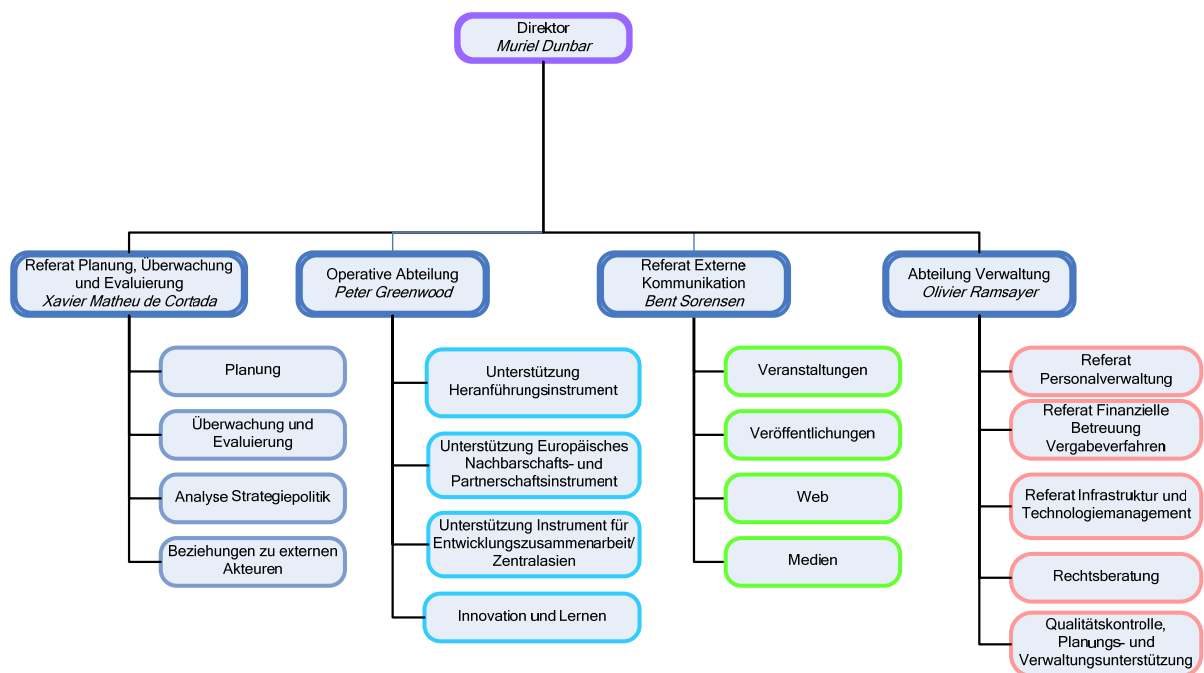 Direktor
Muriel Dunbar
Referat Planung, Überwachung
und Evaluierung
Xavier Matheu de Cortada
Planung
Überwachung und
Evaluierung
Analyse Strategiepolitik
Beziehungen zu externen
Akteuren
Operative Abteilung
Peter Greenwood
Unterstützung
Heranführungsinstrument
Unterstützung Europäisches
Nachbarschafts- und
Partnerschaftsinstrument
Unterstützung Instrument für
Entwicklungszusammenarbeit/
Zentralasien
Innovation und Lernen
Referat Externe
Kommunikation
Bent Sorensen
Veranstaltungen
Veröffentlichungen
Web
Medien
Abteilung Verwaltung
Olivier Ramsayer
Referat
Personalverwaltung
Referat Finanzielle
Betreuung
Vergabeverfahren
Referat Infrastruktur und
Technologiemanagement
Rechtsberatung
Qualitätskontrolle,
Planungs- und
Verwaltungsunterstützung